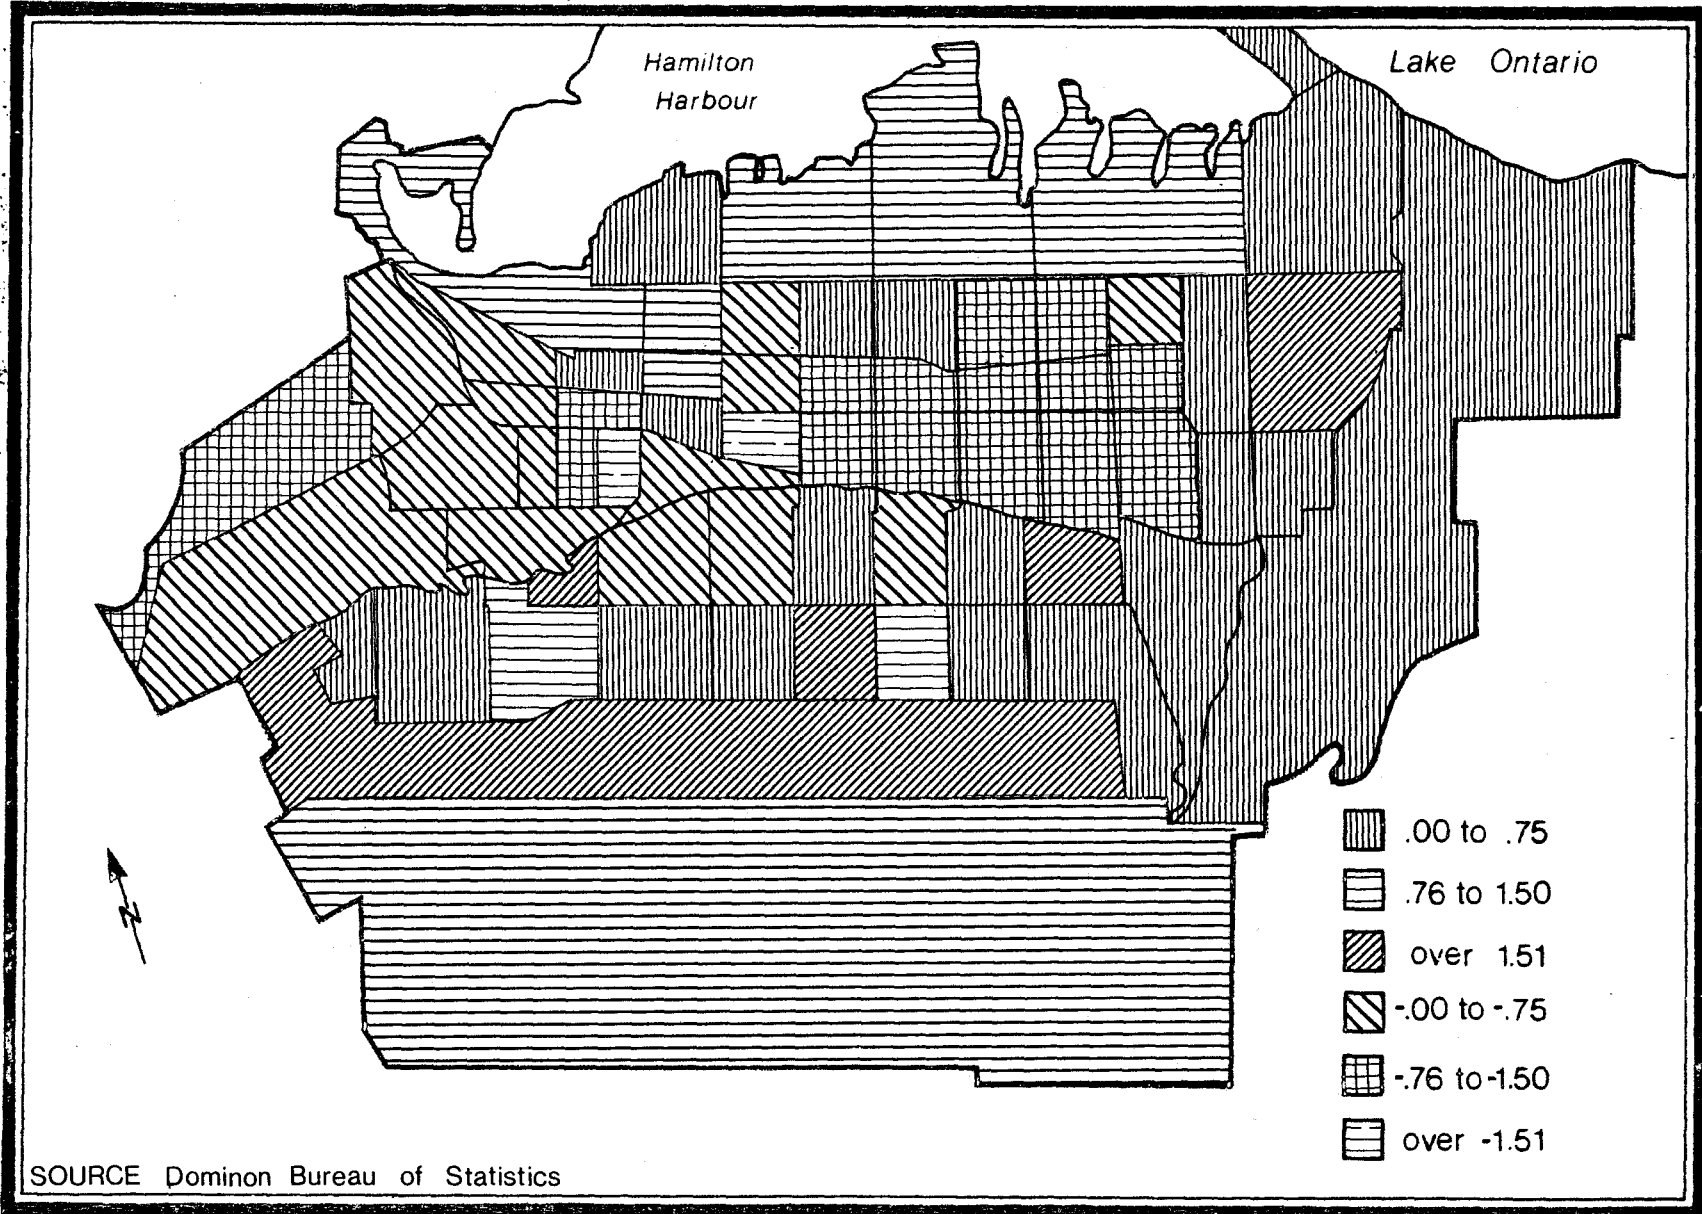 Hamilton
Harbour
Lake Ontario
.00 to .75
.76 to 1.50
over 1.51
-.00 to -.75
-.76 to -1.50
over -1.51
N
SOURCE Dominon Bureau of Statistics